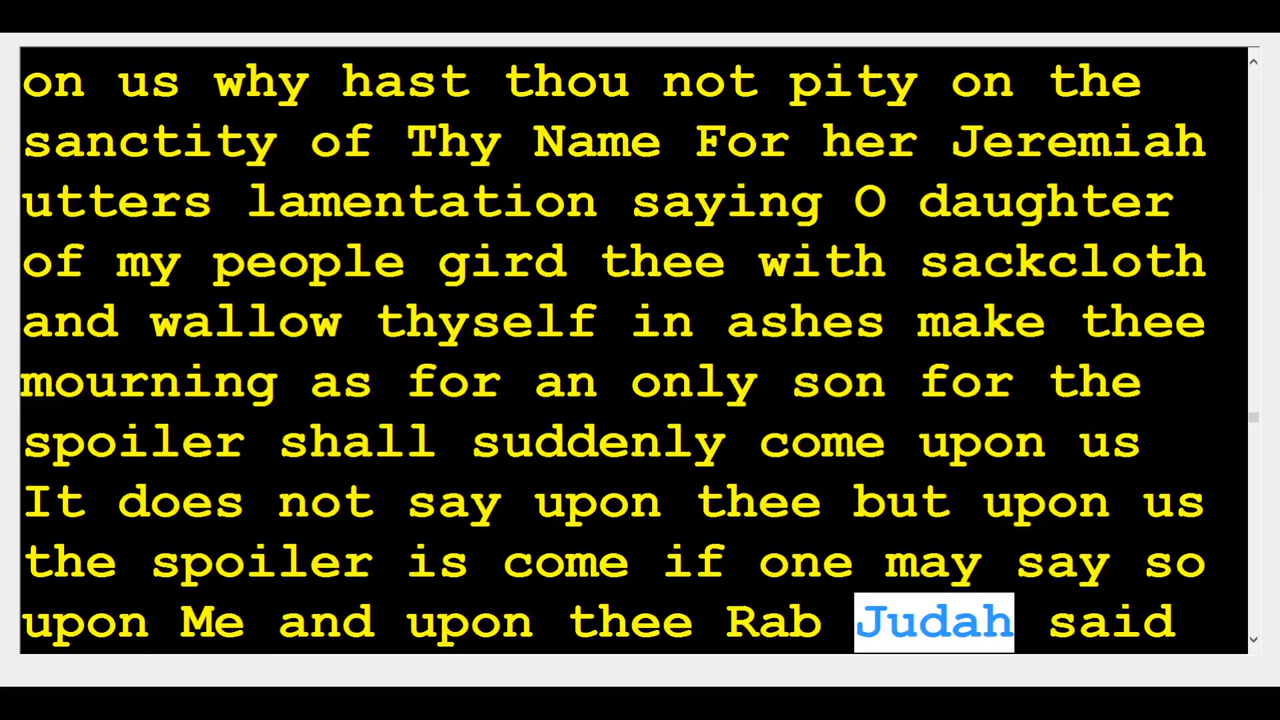 on us why hast thou not pity on the
sanctity of Thy Name For her Jeremiah
utters lamentation saying O daughter
of my people gird thee with sackcloth
and wallow thyself in ashes make thee
mourning as for an only son for the
spoiler shall suddenly come upon us
It does not say upon thee but upon us
the spoiler is come if one may say so
upon Me and upon thee Rab Judah said